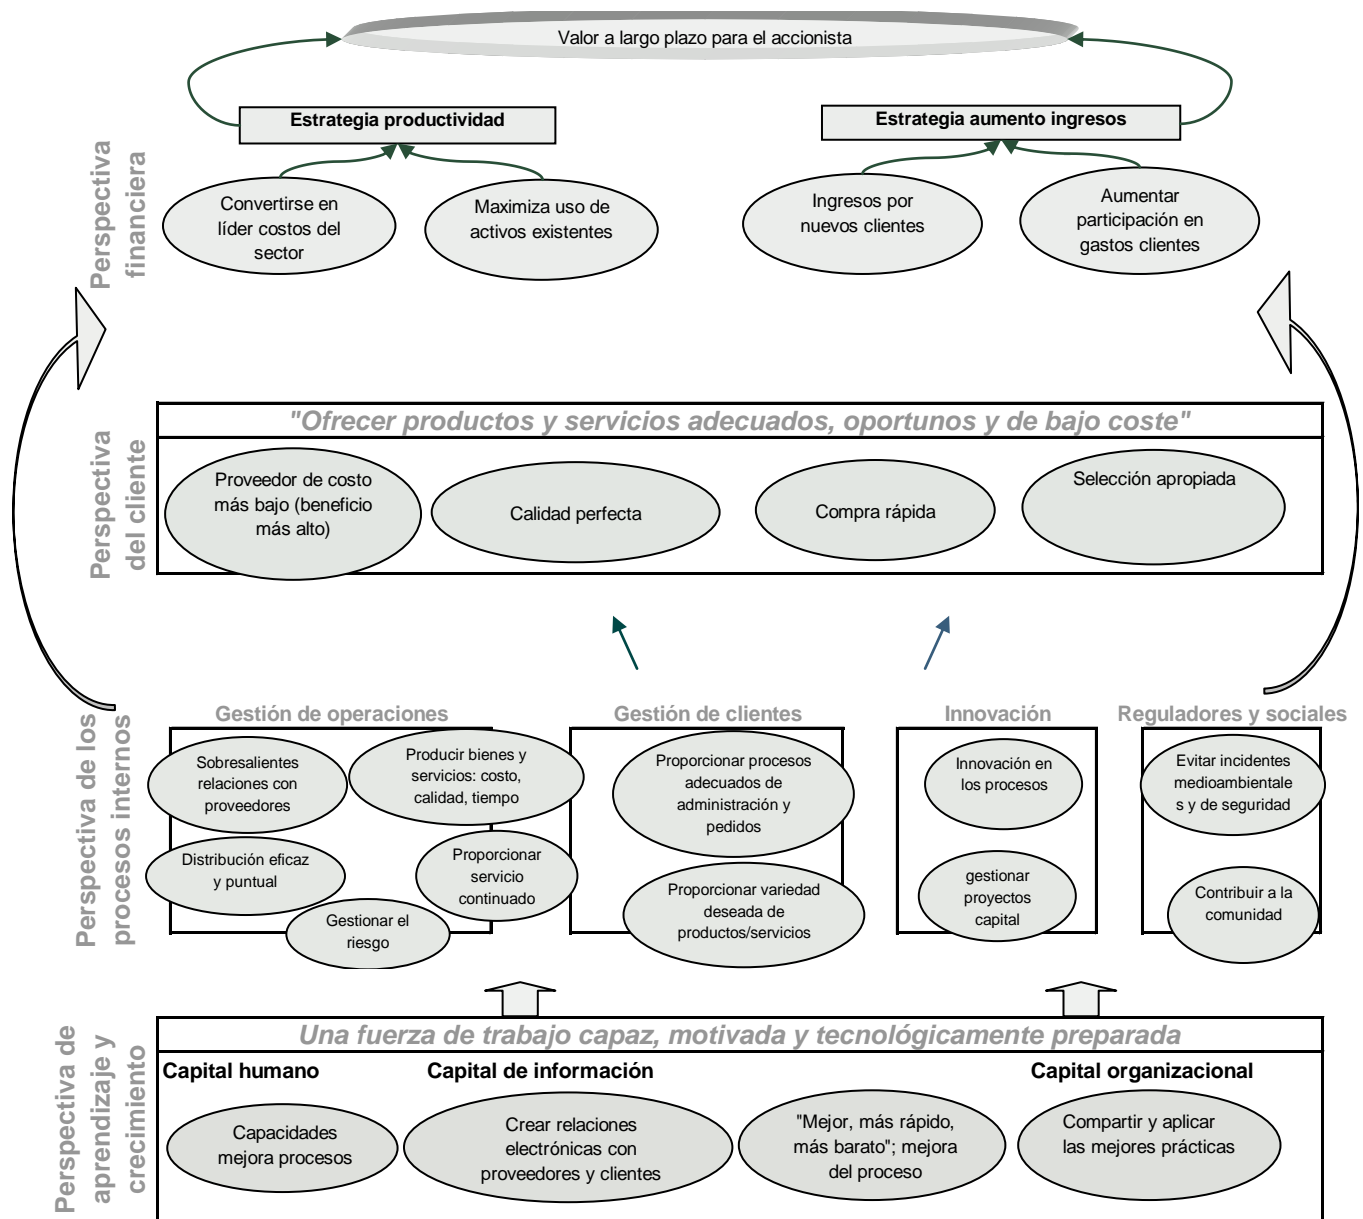 Valor a largo plazo para el accionista
Estrategia productividad
Estrategia aumento ingresos
Perspectiva
financiera
Convertirse en
líder costos del
sector
Maximiza uso de
activos existentes
Ingresos por
nuevos clientes
Aumentar
participación en
gastos clientes
"Ofrecer productos y servicios adecuados, oportunos y de bajo coste"
Perspectiva
del cliente
Proveedor de costo
más bajo (beneficio
más alto)
Calidad perfecta
Compra rápida
Selección apropiada
Perspectiva de los
procesos internos
Gestión de operaciones
Sobresalientes
relaciones con
proveedores
Producir bienes y
servicios: costo,
calidad, tiempo
Distribución eficaz
y puntual
Proporcionar
servicio
continuado
Gestionar el
riesgo
Gestión de clientes
Proporcionar procesos
adecuados de
administración y
pedidos
Proporcionar variedad
deseada de
productos/servicios
Innovación
Innovación en
los procesos
gestionar
proyectos
capital
Reguladores y sociales
Evitar incidentes
medioambientale
s y de seguridad
Contribuir a la
comunidad
Perspectiva de
aprendizaje y
crecimiento
Una fuerza de trabajo capaz, motivada y tecnológicamente preparada
Capital humano
Capital de información
Capital organizacional
Capacidades
mejora procesos
Crear relaciones
electrónicas con
proveedores y clientes
"Mejor, más rápido,
más barato"; mejora
del proceso
Compartir y aplicar
las mejores prácticas